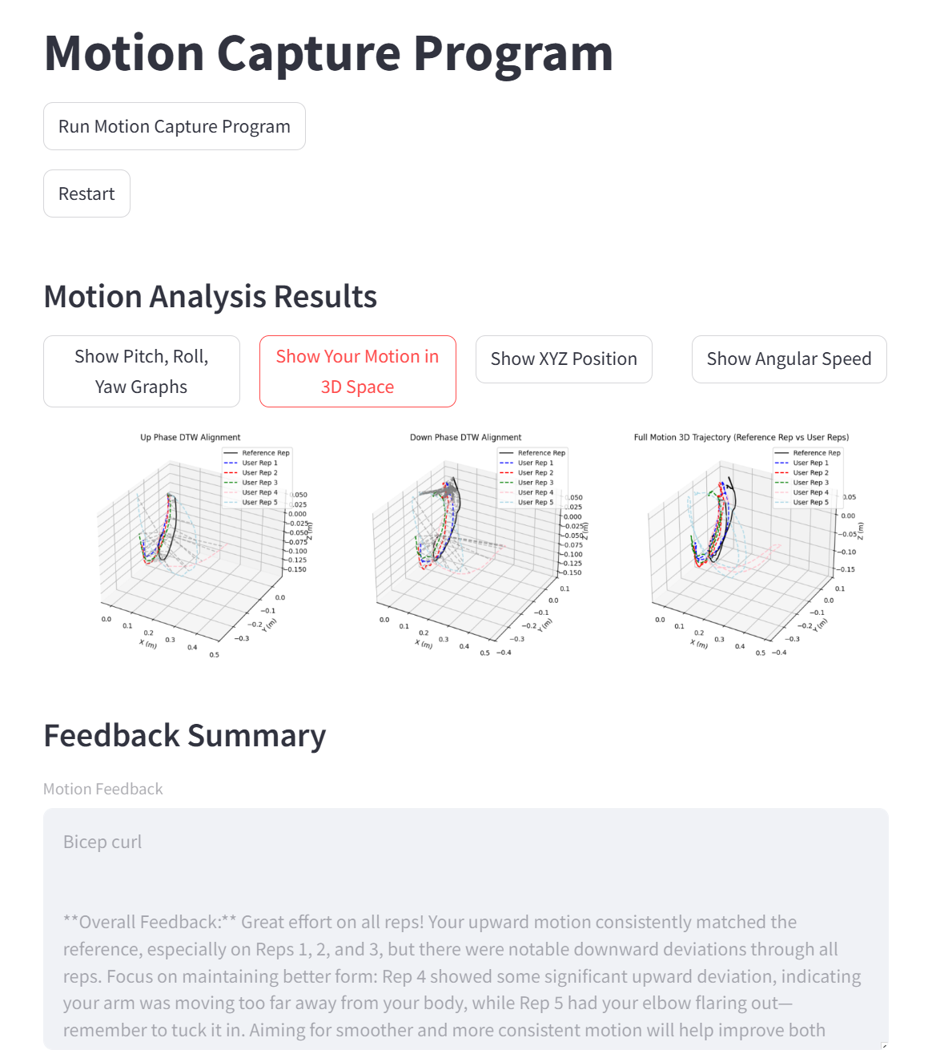 Motion Capture Program
Run Motion Capture Program
Restart
Motion Analysis Results
Show Pitch, Roll,
Yaw Graphs
Show Your Motion in
3D Space
Show XYZ Position
Show Angular Speed
Up Phase DTW Alignment
Reference Rep
User Rep 1
User Rep 2
User Rep 3
User Rep 4
User Rep 5
0.050
0.025
0.000
-0.025
-0.050
-0.075
-0.100
-0.125
-0.150
Z (m)
0.0
-0.1
-0.2
-0.3
Y (m)
0.0
0.1
0.2
0.3
0.4
0.5
X (m)
Down Phase DTW Alignment
Reference Rep
User Rep 1
User Rep 2
User Rep 3
User Rep 4
User Rep 5
0.050
0.025
0.000
-0.025
-0.050
-0.075
-0.100
-0.125
-0.150
Z (m)
0.1
0.0
-0.1
-0.2
-0.3
-0.4
Y (m)
0.0
0.1
0.2
0.3
0.4
0.5
X (m)
Full Motion 3D Trajectory (Reference Rep vs User Reps)
Reference Rep
User Rep 1
User Rep 2
User Rep 3
User Rep 4
User Rep 5
0.05
0.00
-0.05
-0.10
-0.15
Z (m)
0.1
0.0
-0.1
-0.2
-0.3
-0.4
Y (m)
0.0
0.1
0.2
0.3
0.4
0.5
X (m)
Feedback Summary
Motion Feedback
Bicep curl
**Overall Feedback:** Great effort on all reps! Your upward motion consistently matched the
reference, especially on Reps 1, 2, and 3, but there were notable downward deviations through all
reps. Focus on maintaining better form: Rep 4 showed some significant upward deviation, indicating
your arm was moving too far away from your body, while Rep 5 had your elbow flaring out—
remember to tuck it in. Aiming for smoother and more consistent motion will help improve both